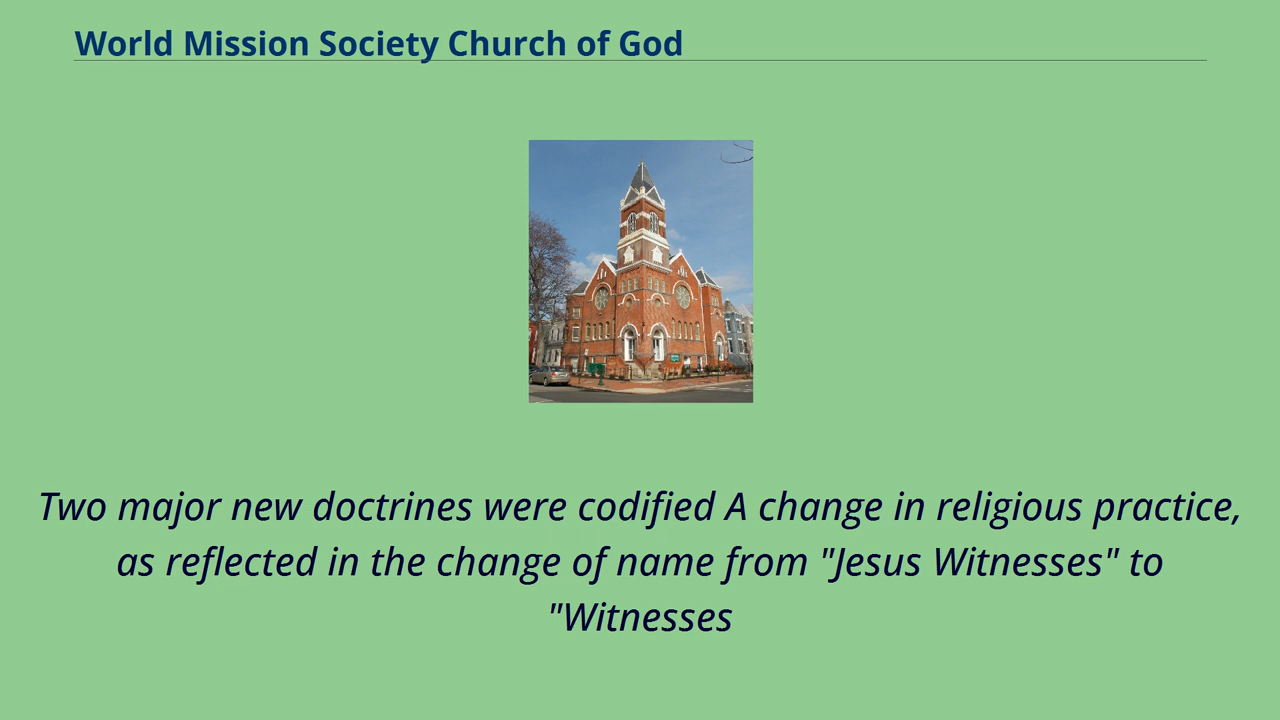 World Mission Society Church of God
Two major new doctrines were codified A change in religious practice,
as reflected in the change of name from "Jesus Witnesses" to
"Witnesses